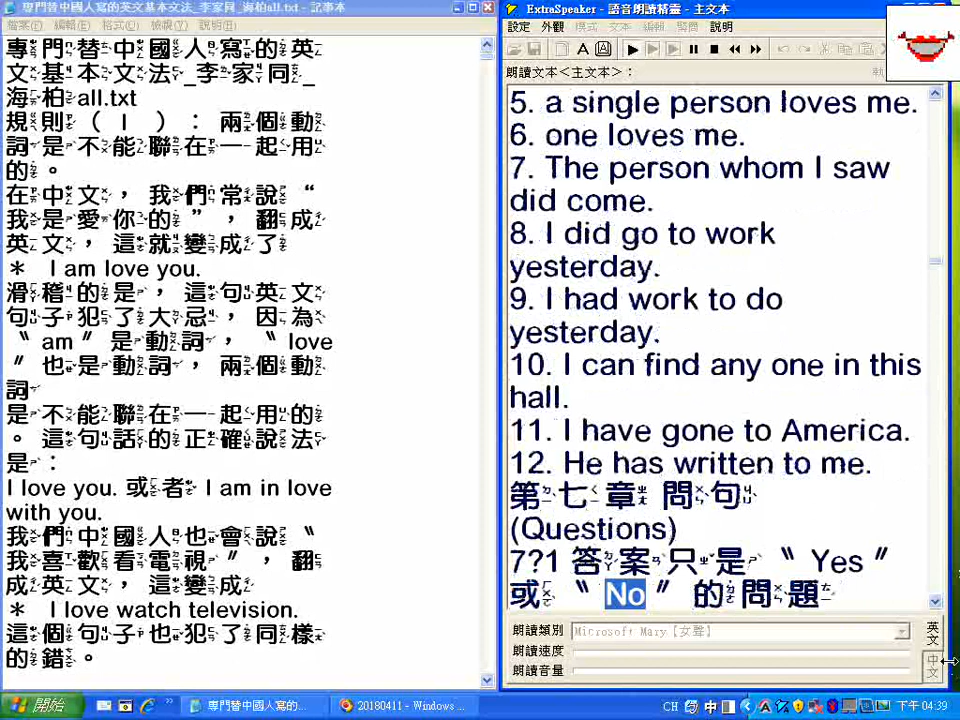 專門替中國人寫的英文基本文法_李家同_海柏all.txt - 記事本
檔案(F) 編輯(E) 格式(O) 檢視(V) 說明(H)
專門替中國人寫的英
文基本文法_李家同_
海柏all.txt
規則（1）：兩個動
詞是不能聯在一起用
的。
在中文，我們常說“
我是愛你的”，翻成
英文，這就變成了
＊ I am love you.
滑稽的是，這句英文
句子犯了大忌，因為
〝am〞是動詞，〝love
〞也是動詞，兩個動
詞
是不能聯在一起用的
。這句話的正確說法
是：
I love you. 或者 I am in love
with you.
我們中國人也會說〝
我喜歡看電視〞，翻
成英文，這變成
＊ I love watch television.
這個句子也犯了同樣
的錯。
ExtraSpeaker - 語音朗讀精靈 - 主文本
設定 外觀 模式 文本 編輯 警問 說明
朗讀文本<主文本>：
5. a single person loves me.
6. one loves me.
7. The person whom I saw
did come.
8. I did go to work
yesterday.
9. I had work to do
yesterday.
10. I can find any one in this
hall.
11. I have gone to America.
12. He has written to me.
第七章 問句
(Questions)
7?1 答案只是〝Yes〞
或〝No〞的問題
朗讀類別 Microsoft Mary【女聲】
朗讀速度
朗讀音量
英文
中文
開始
專門替中國人寫的...
20180411 - Windows ...
CH 中
下午 04:39